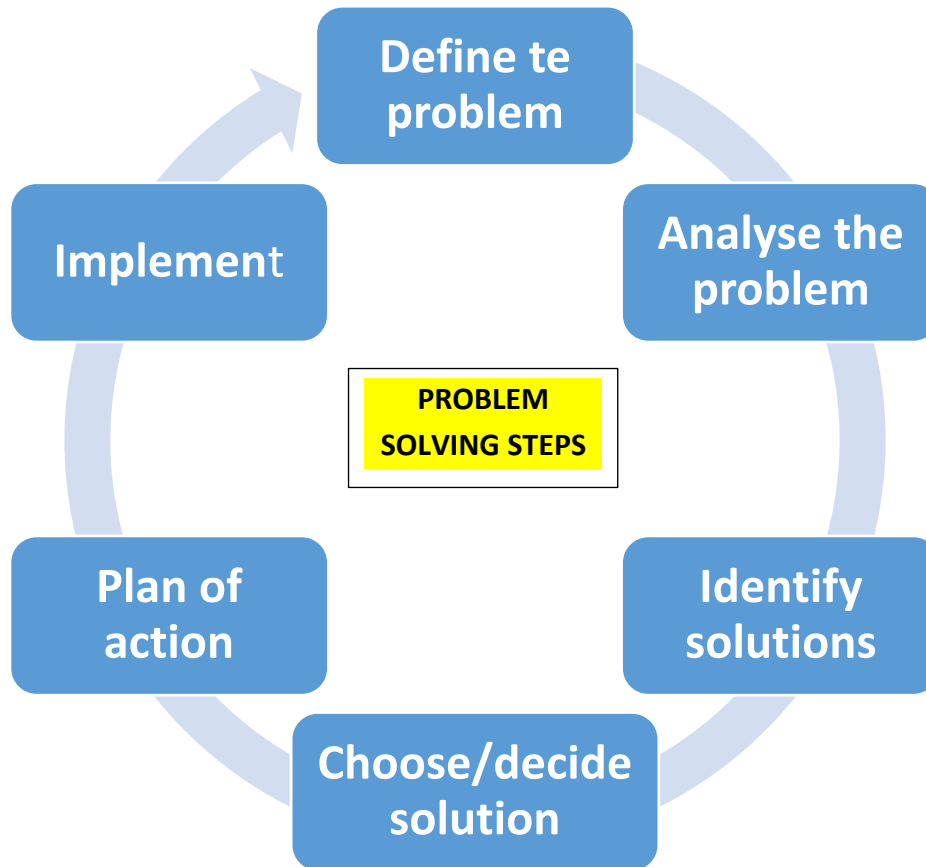 Define te
problem
Analyse the
problem
Identify
solutions
Choose/decide
solution
Plan of
action
Implement
PROBLEM
SOLVING STEPS